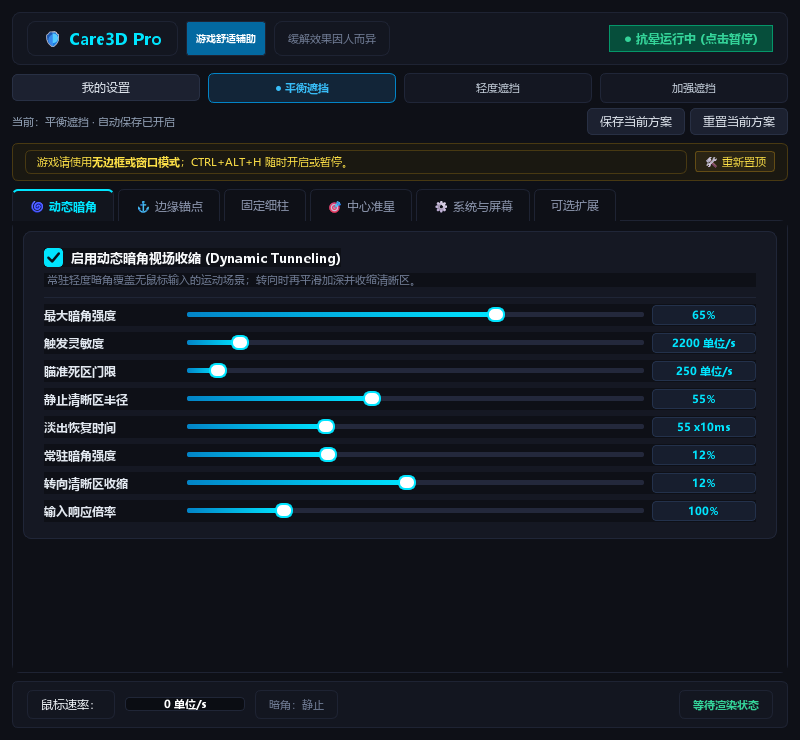 Care3D Pro
游戏舒适辅助
缓解效果因人而异
● 抗晕运行中 (点击暂停)
我的设置
● 平衡遮挡
轻度遮挡
加强遮挡
当前：平衡遮挡 · 自动保存已开启
保存当前方案
重置当前方案
游戏请使用无边框或窗口模式；CTRL+ALT+H 随时开启或暂停。
重新置顶
动态暗角
边缘锚点
固定细柱
中心准星
系统与屏幕
可选扩展
启用动态暗角视场收缩 (Dynamic Tunneling)
常驻轻度暗角覆盖无鼠标输入的运动场景；转向时再平滑加深并收缩清晰区。
最大暗角强度 65%
触发灵敏度 2200 单位/s
瞄准死区门限 250 单位/s
静止清晰区半径 55%
淡出恢复时间 55 x10ms
常驻暗角强度 12%
转向清晰区收缩 12%
输入响应倍率 100%
鼠标速率：
0 单位/s
暗角：静止
等待渲染状态